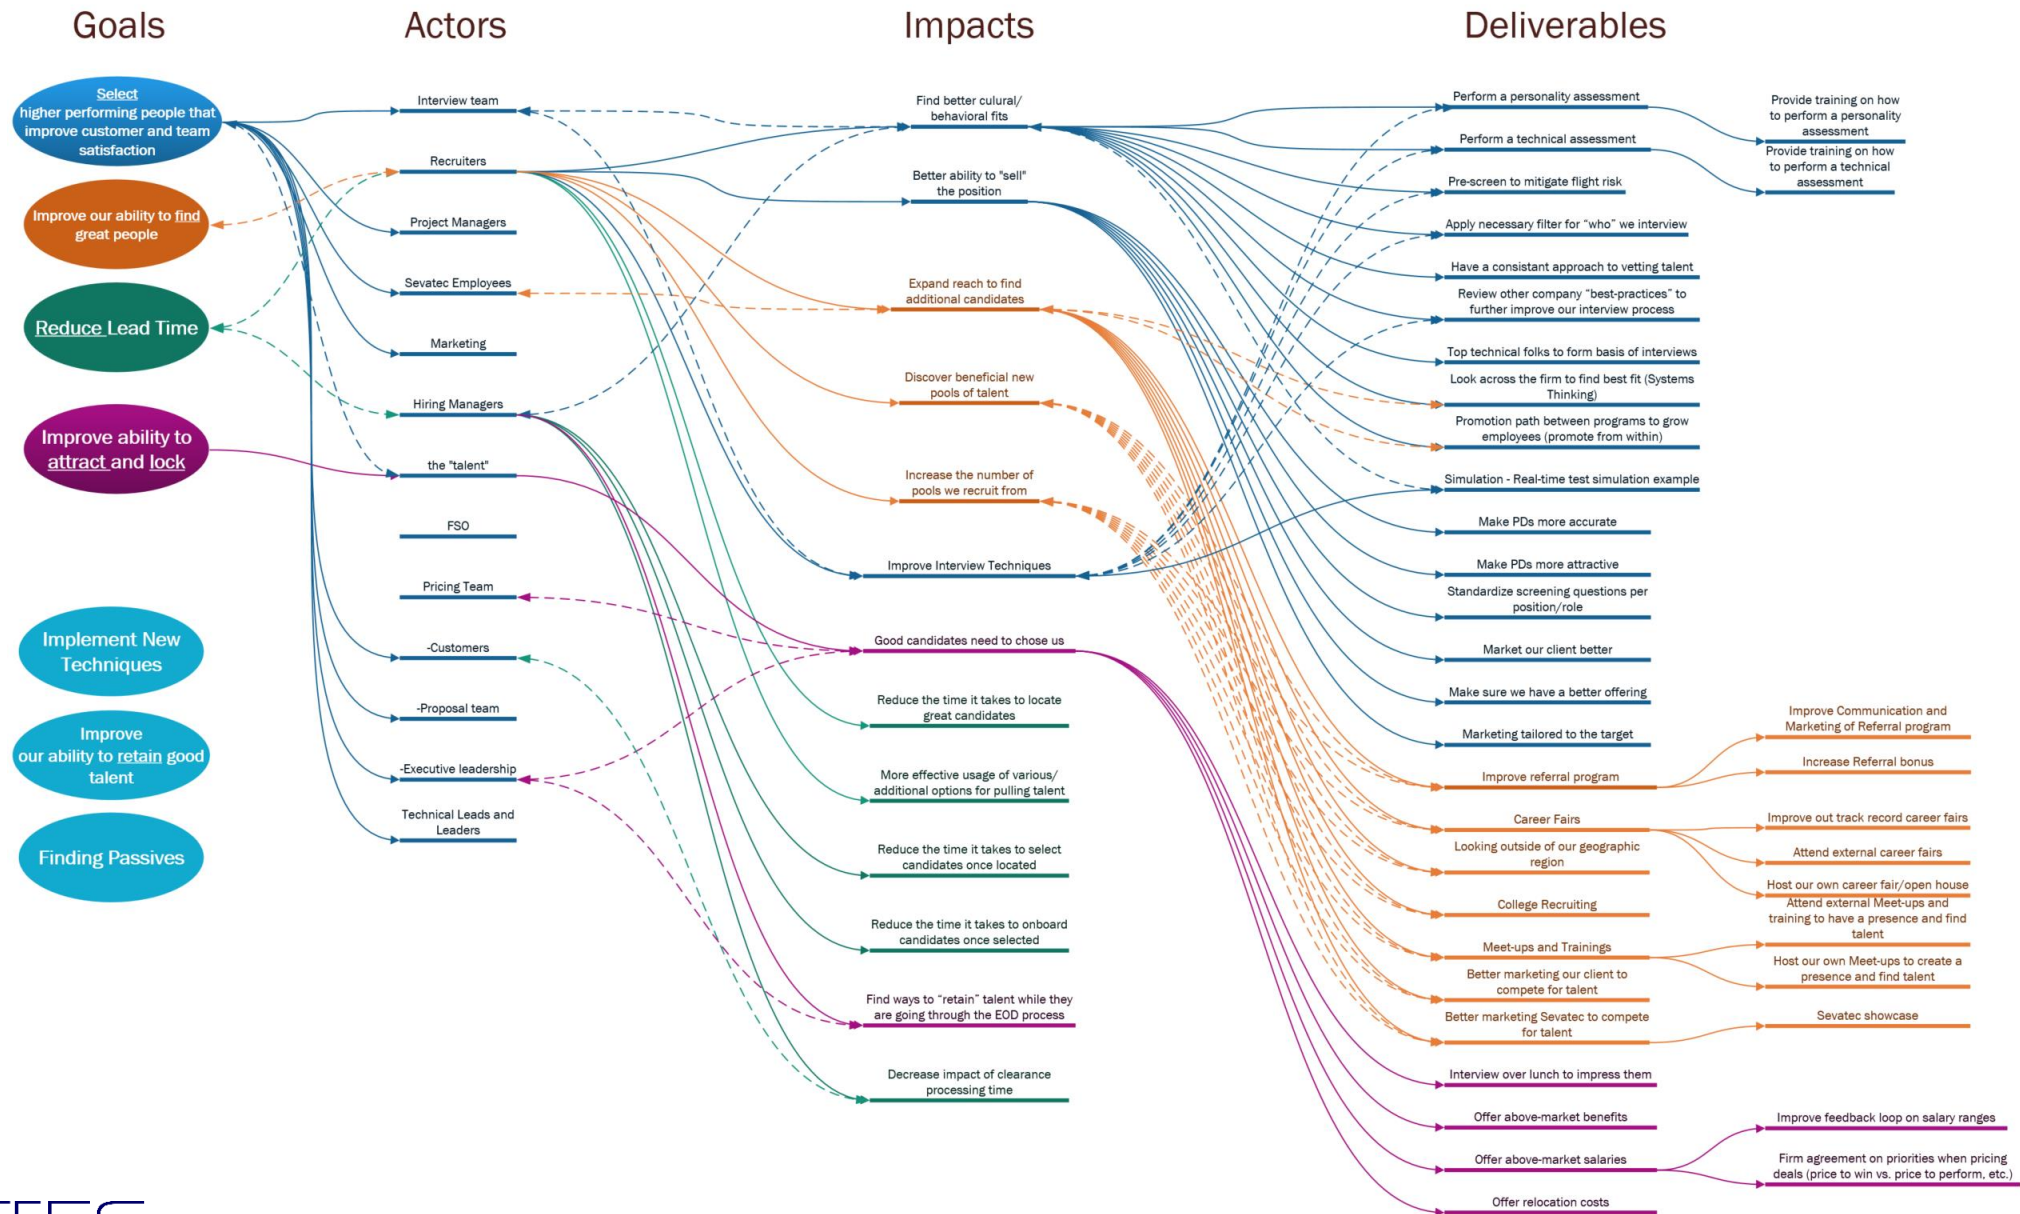 Goals
Actors
Impacts
Deliverables
Select
higher performing people that
improve customer and team
satisfaction
Improve our ability to find
great people
Reduce Lead Time
Improve ability to
attract and lock
Implement New
Techniques
Improve
our ability to retain good
talent
Finding Passives
Interview team
Recruiters
Project Managers
Sevatec Employees
Marketing
Hiring Managers
the "talent"
FSO
Pricing Team
-Customers
-Proposal team
-Executive leadership
Technical Leads and
Leaders
Find better culural/
behavioral fits
Better ability to "sell"
the position
Expand reach to find
additional candidates
Discover beneficial new
pools of talent
Increase the number of
pools we recruit from
Improve Interview Techniques
Good candidates need to chose us
Reduce the time it takes to locate
great candidates
More effective usage of various/
additional options for pulling talent
Reduce the time it takes to select
candidates once located
Reduce the time it takes to onboard
candidates once selected
Find ways to “retain” talent while they
are going through the EOD process
Decrease impact of clearance
processing time
Perform a personality assessment
Perform a technical assessment
Pre-screen to mitigate flight risk
Apply necessary filter for “who” we interview
Have a consistant approach to vetting talent
Review other company “best-practices” to
further improve our interview process
Top technical folks to form basis of interviews
Look across the firm to find best fit (Systems
Thinking)
Promotion path between programs to grow
employees (promote from within)
Simulation - Real-time test simulation example
Make PDs more accurate
Make PDs more attractive
Standardize screening questions per
position/role
Market our client better
Make sure we have a better offering
Marketing tailored to the target
Improve referral program
Career Fairs
Looking outside of our geographic
region
College Recruiting
Meet-ups and Trainings
Better marketing our client to
compete for talent
Better marketing Sevatec to compete
for talent
Interview over lunch to impress them
Offer above-market benefits
Offer above-market salaries
Offer relocation costs
Provide training on how
to perform a personality
assessment
Provide training on how
to perform a technical
assessment
Improve Communication and
Marketing of Referral program
Increase Referral bonus
Improve out track record career fairs
Attend external career fairs
Host our own career fair/open house
Attend external Meet-ups and
training to have a presence and find
talent
Host our own Meet-ups to create a
presence and find talent
Sevatec showcase
Improve feedback loop on salary ranges
Firm agreement on priorities when pricing
deals (price to win vs. price to perform, etc.)